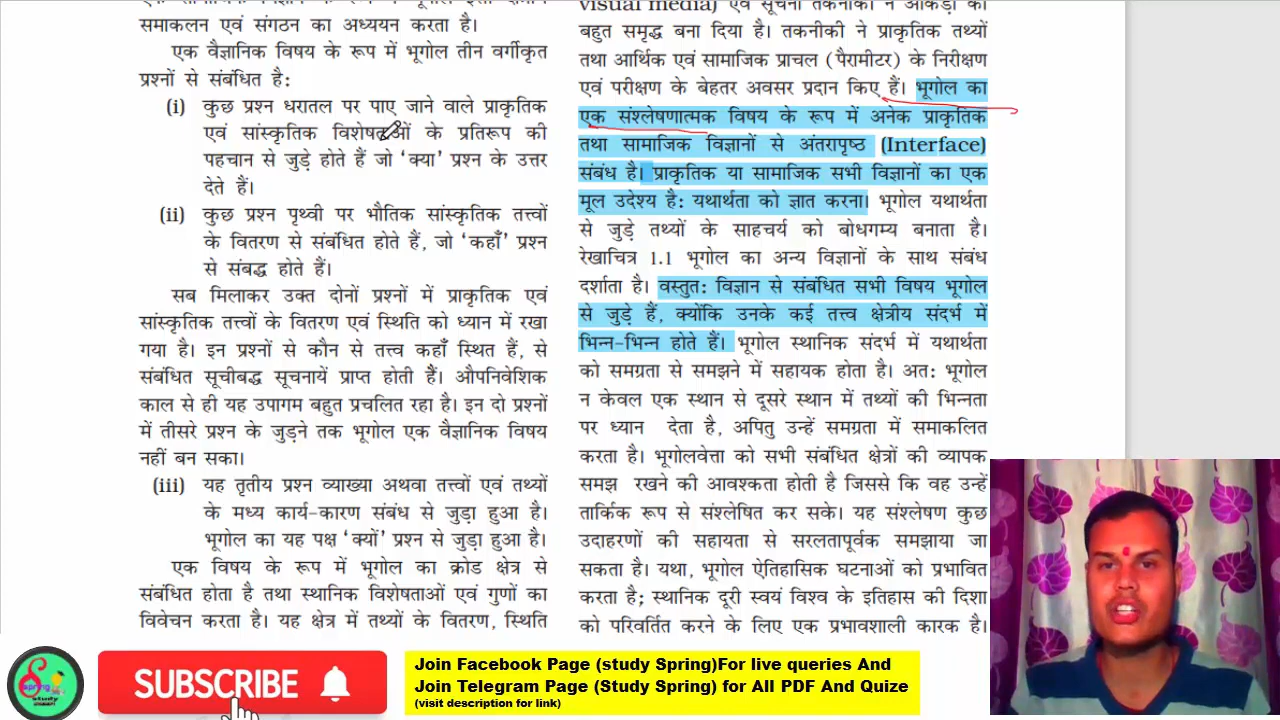 समाकलन एवं संगठन का अध्ययन करता है।
एक वैज्ञानिक विषय के रूप में भूगोल तीन वर्गीकृत
प्रश्नों से संबंधित है:
(i) कुछ प्रश्न धरातल पर पाए जाने वाले प्राकृतिक
एवं सांस्कृतिक विशेषताओं के प्रतिरूप की
पहचान से जुड़े होते हैं जो ‘क्या’ प्रश्न के उत्तर
देते हैं।
(ii) कुछ प्रश्न पृथ्वी पर भौतिक सांस्कृतिक तत्त्वों
के वितरण से संबंधित होते हैं, जो ‘कहाँ’ प्रश्न
से संबद्ध होते हैं।
सब मिलाकर उक्त दोनों प्रश्नों में प्राकृतिक एवं
सांस्कृतिक तत्त्वों के वितरण एवं स्थिति को ध्यान में रखा
गया है। इन प्रश्नों से कौन से तत्त्व कहाँ स्थित हैं, से
संबंधित सूचीबद्ध सूचनायें प्राप्त होती हैं। औपनिवेशिक
काल से ही यह उपागम बहुत प्रचलित रहा है। इन दो प्रश्नों
में तीसरे प्रश्न के जुड़ने तक भूगोल एक वैज्ञानिक विषय
नहीं बन सका।
(iii) यह तृतीय प्रश्न व्याख्या अथवा तत्त्वों एवं तथ्यों
के मध्य कार्य-कारण संबंध से जुड़ा हुआ है।
भूगोल का यह पक्ष ‘क्यों’ प्रश्न से जुड़ा हुआ है।
एक विषय के रूप में भूगोल का क्रोड क्षेत्र से
संबंधित होता है तथा स्थानिक विशेषताओं एवं गुणों का
विवेचन करता है। यह क्षेत्र में तथ्यों के वितरण, स्थिति
visual media) एवं सूचना तकनीकी ने आंकड़ों को
बहुत समृद्ध बना दिया है। तकनीकी ने प्राकृतिक तथ्यों
तथा आर्थिक एवं सामाजिक प्राचल (पैरामीटर) के निरीक्षण
एवं परीक्षण के बेहतर अवसर प्रदान किए हैं। भूगोल का
एक संश्लेषणात्मक विषय के रूप में अनेक प्राकृतिक
तथा सामाजिक विज्ञानों से अंतरापृष्ठ (Interface)
संबंध है। प्राकृतिक या सामाजिक सभी विज्ञानों का एक
मूल उदेश्य है: यथार्थता को ज्ञात करना। भूगोल यथार्थता
से जुड़े तथ्यों के साहचर्य को बोधगम्य बनाता है।
रेखाचित्र 1.1 भूगोल का अन्य विज्ञानों के साथ संबंध
दर्शाता है। वस्तुत: विज्ञान से संबंधित सभी विषय भूगोल
से जुड़े हैं, क्योंकि उनके कई तत्त्व क्षेत्रीय संदर्भ में
भिन्न-भिन्न होते हैं। भूगोल स्थानिक संदर्भ में यथार्थता
को समग्रता से समझने में सहायक होता है। अत: भूगोल
न केवल एक स्थान से दूसरे स्थान में तथ्यों की भिन्नता
पर ध्यान देता है, अपितु उन्हें समग्रता में समाकलित
करता है। भूगोलवेत्ता को सभी संबंधित क्षेत्रों की व्यापक
समझ रखने की आवश्कता होती है जिससे कि वह उन्हें
तार्किक रूप से संश्लेषित कर सके। यह संश्लेषण कुछ
उदाहरणों की सहायता से सरलतापूर्वक समझाया जा
सकता है। यथा, भूगोल ऐतिहासिक घटनाओं को प्रभावित
करता है; स्थानिक दूरी स्वयं विश्व के इतिहास की दिशा
को परिवर्तित करने के लिए एक प्रभावशाली कारक है।
SUBSCRIBE
Join Facebook Page (study Spring)For live queries And
Join Telegram Page (Study Spring) for All PDF And Quize
(visit description for link)